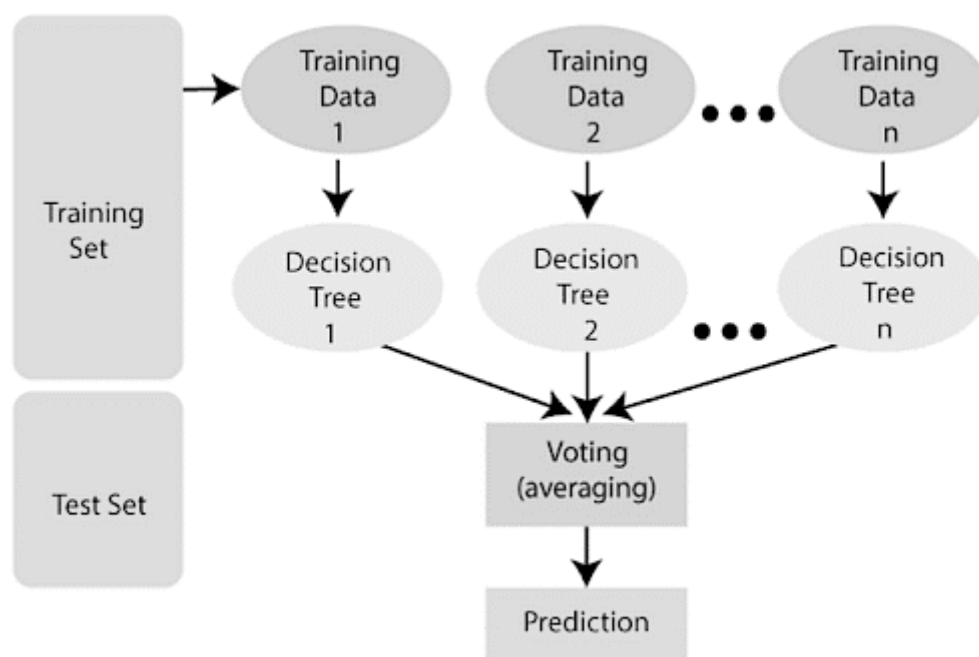 Training
Set
Test Set
Training
Data
1
Training
Data
2
Training
Data
n
Decision
Tree
1
Decision
Tree
2
Decision
Tree
n
Voting
(averaging)
Prediction